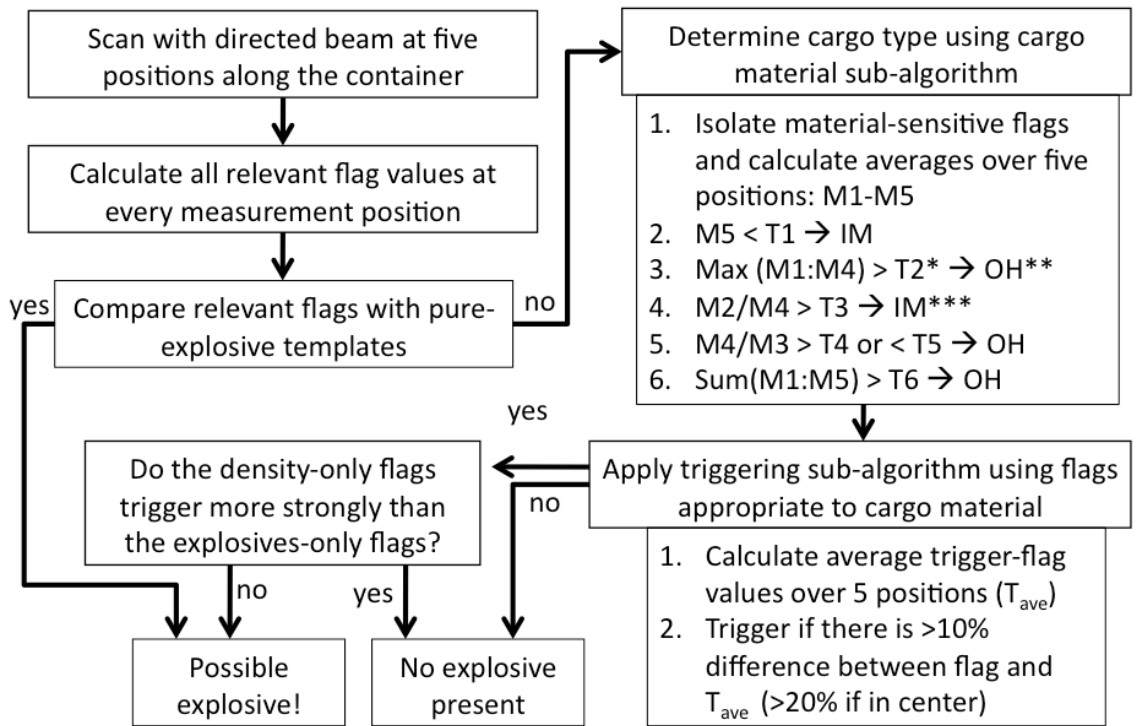 Scan with directed beam at five
positions along the container
Calculate all relevant flag values at
every measurement position
yes
Compare relevant flags with pure-
explosive templates
no
Determine cargo type using cargo
material sub-algorithm
1. Isolate material-sensitive flags
and calculate averages over five
positions: M1-M5
2. M5 < T1 → IM
3. Max (M1:M4) > T2* → OH**
4. M2/M4 > T3 → IM***
5. M4/M3 > T4 or < T5 → OH
6. Sum(M1:M5) > T6 → OH
yes
Do the density-only flags
trigger more strongly than
the explosives-only flags?
no
Apply triggering sub-algorithm using flags
appropriate to cargo material
1. Calculate average trigger-flag
values over 5 positions (Tave)
2. Trigger if there is >10%
difference between flag and
Tave (>20% if in center)
no
yes
Possible
explosive!
No explosive
present